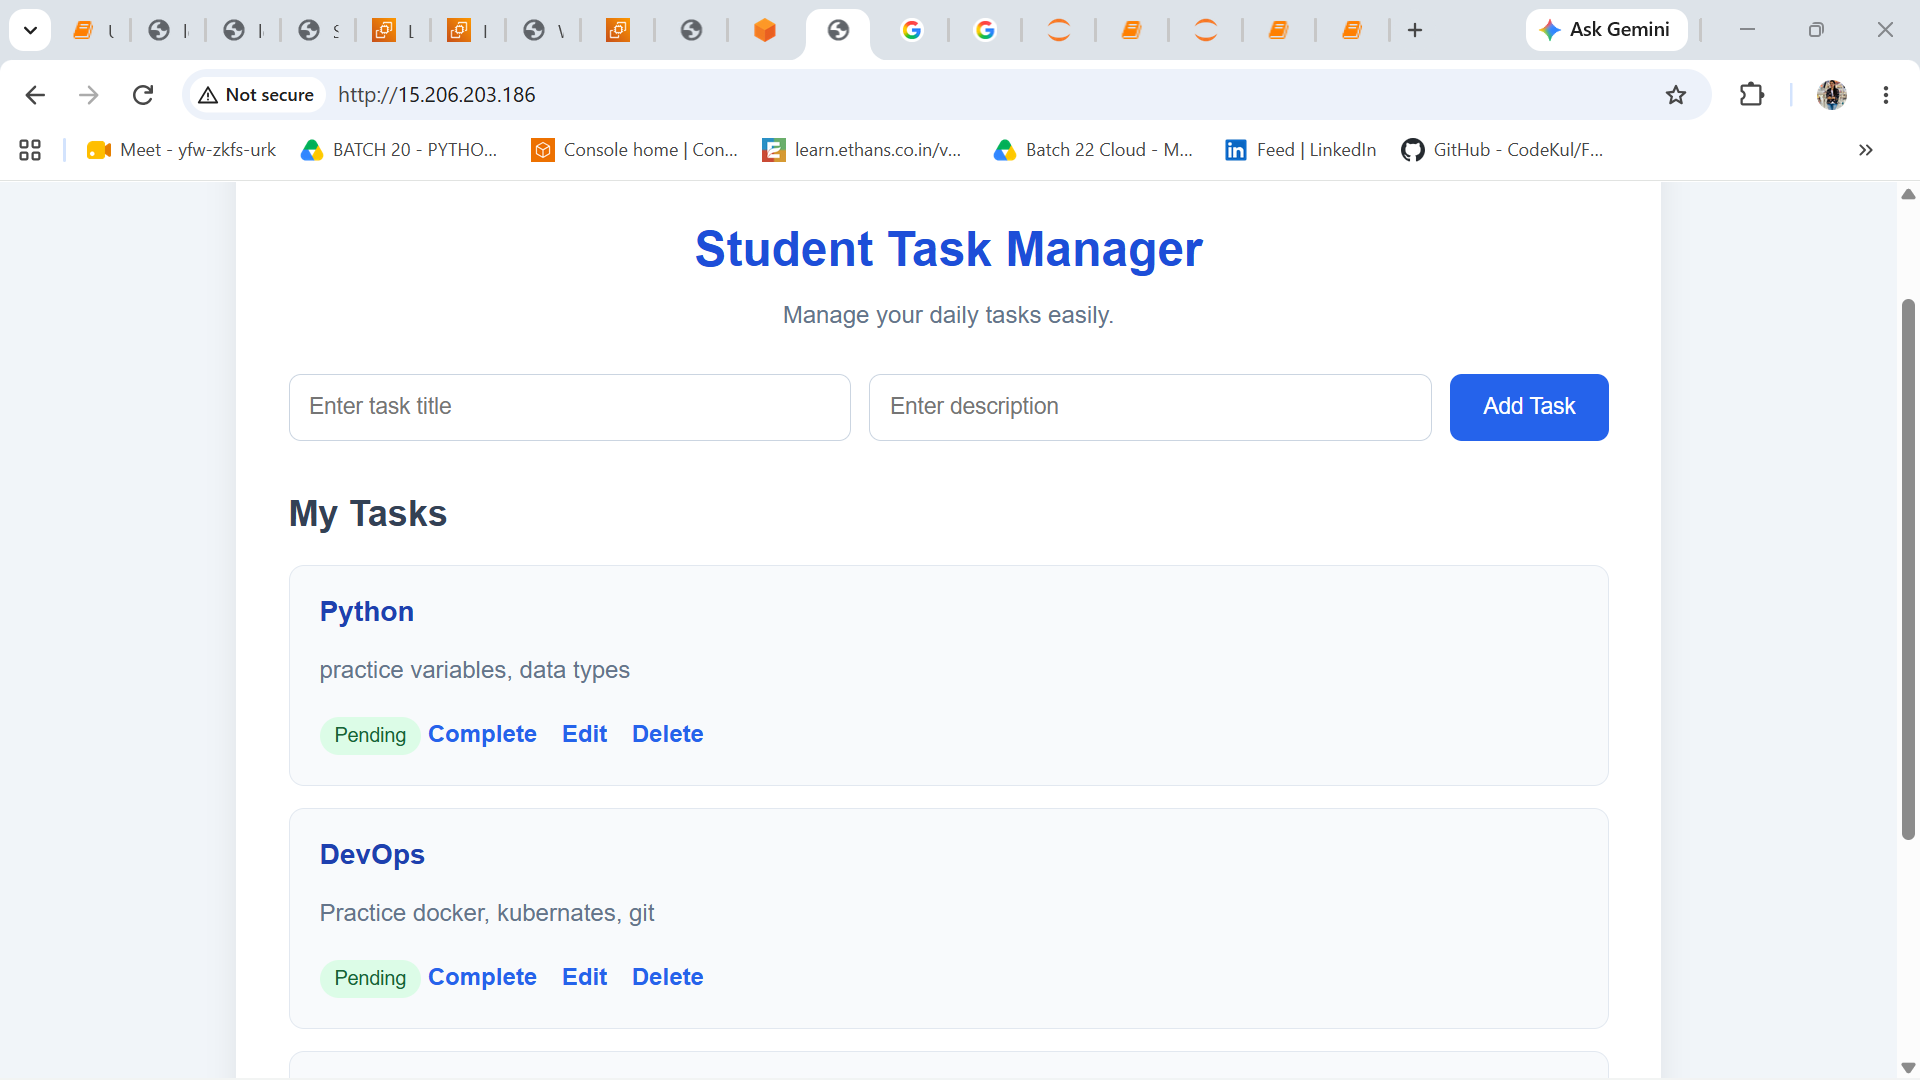 Ask Gemini
Not secure
http://15.206.203.186
Meet - yfw-zkfs-urk
BATCH 20 - PYTHO...
Console home | Con...
learn.ethans.co.in/v...
Batch 22 Cloud - M...
Feed | LinkedIn
GitHub - CodeKul/F...
Student Task Manager
Manage your daily tasks easily.
Enter task title
Enter description
Add Task
My Tasks
Python
practice variables, data types
Pending Complete Edit Delete
DevOps
Practice docker, kubernates, git
Pending Complete Edit Delete